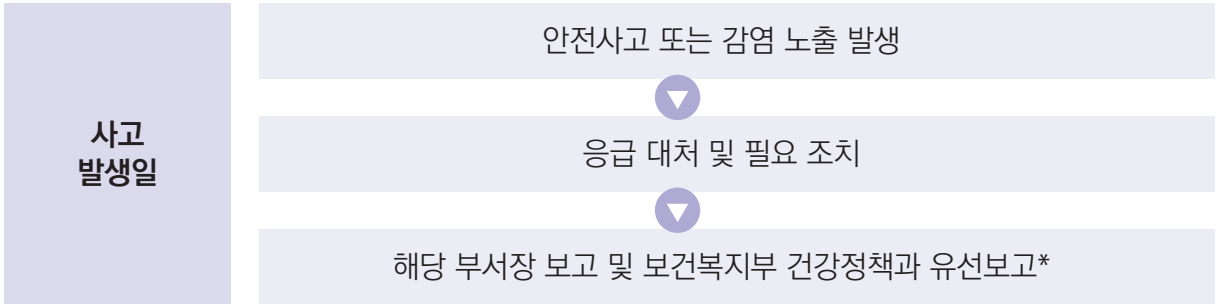 사고
발생일
안전사고 또는 감염 노출 발생
응급 대처 및 필요 조치
해당 부서장 보고 및 보건복지부 건강정책과 유선보고*